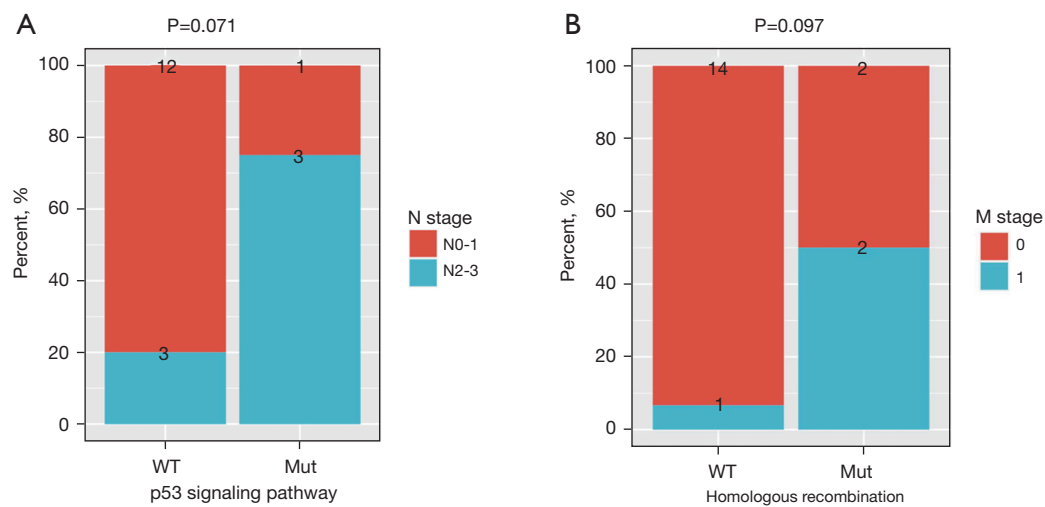 A
P=0.071
Percent, %
100
80
60
40
20
0
12
3
1
3
WT
Mut
p53 signaling pathway
N stage
N0-1
N2-3
B
P=0.097
Percent, %
100
80
60
40
20
0
14
1
2
2
WT
Mut
Homologous recombination
M stage
0
1